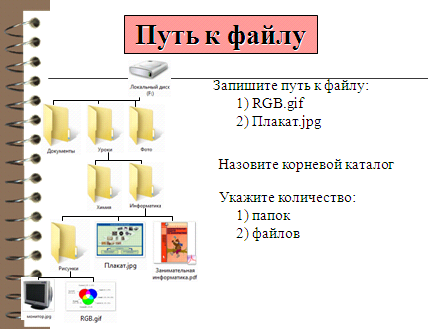 Путь к файлу
Локальный диск
(F:)
Запишите путь к файлу:
1) RGB.gif
2) Плакат.jpg
Документы
Уроки
Фото
Назовите корневой каталог
Химия
Информатика
Укажите количество:
1) папок
2) файлов
Рисунки
Плакат.jpg
Занимательная
информатика.pdf
монитор.jpg
RGB.gif